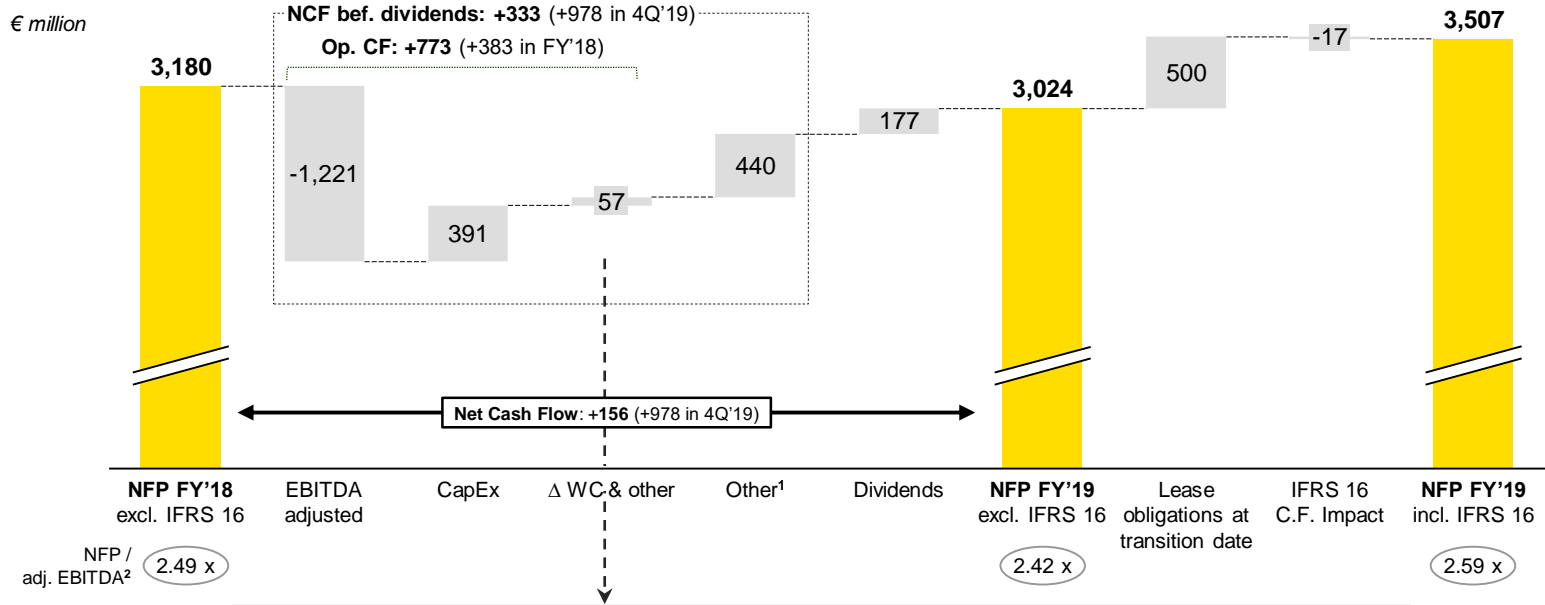 € million
NCF bef. dividends: +333 (+978 in 4Q'19)
Op. CF: +773 (+383 in FY'18)
3,180
-1,221
391
57
440
177
3,024
500
-17
3,507
Net Cash Flow: +156 (+978 in 4Q'19)
NFP FY'18
excl. IFRS 16
EBITDA
adjusted
CapEx
Δ WC & other
Other¹
Dividends
NFP FY'19
excl. IFRS 16
Lease
obligations at
transition date
IFRS 16
C.F. Impact
NFP FY'19
incl. IFRS 16
NFP /
adj. EBITDA²
2.49 x
2.42 x
2.59 x